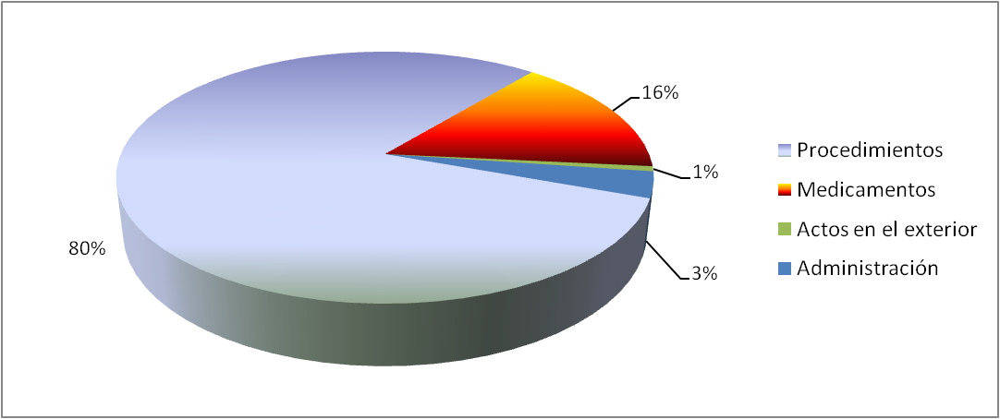 16%
1%
80%
3%
Procedimientos
Medicamentos
Actos en el exterior
Administración